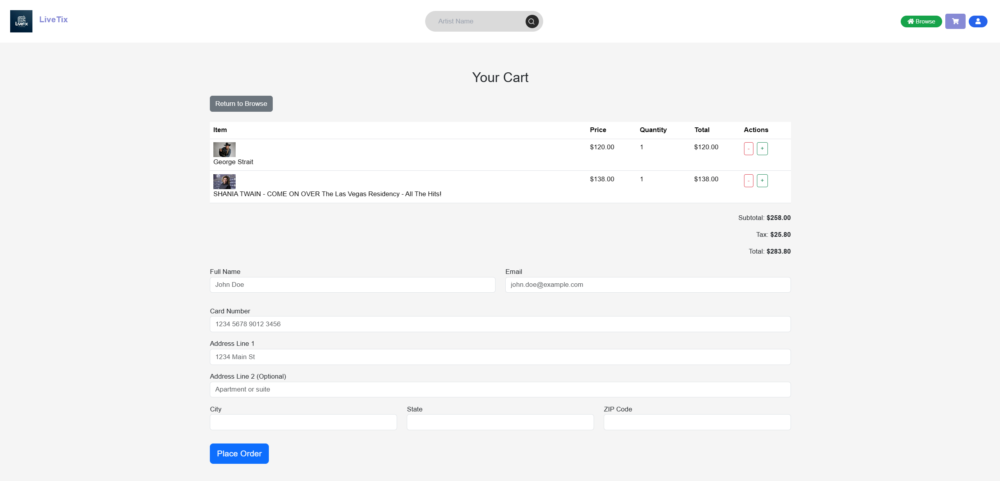 LiveTix
LiveTix
Artist Name
Browse
Your Cart
Return to Browse
Item Price Quantity Total Actions
George Strait
$120.00 1 $120.00 - +
SHANIA TWAIN - COME ON OVER The Las Vegas Residency - All The Hits!
$138.00 1 $138.00 - +
Subtotal: $258.00
Tax: $25.80
Total: $283.80
Full Name Email
John Doe john.doe@example.com
Card Number
1234 5678 9012 3456
Address Line 1
1234 Main St
Address Line 2 (Optional)
Apartment or suite
City State ZIP Code
Place Order